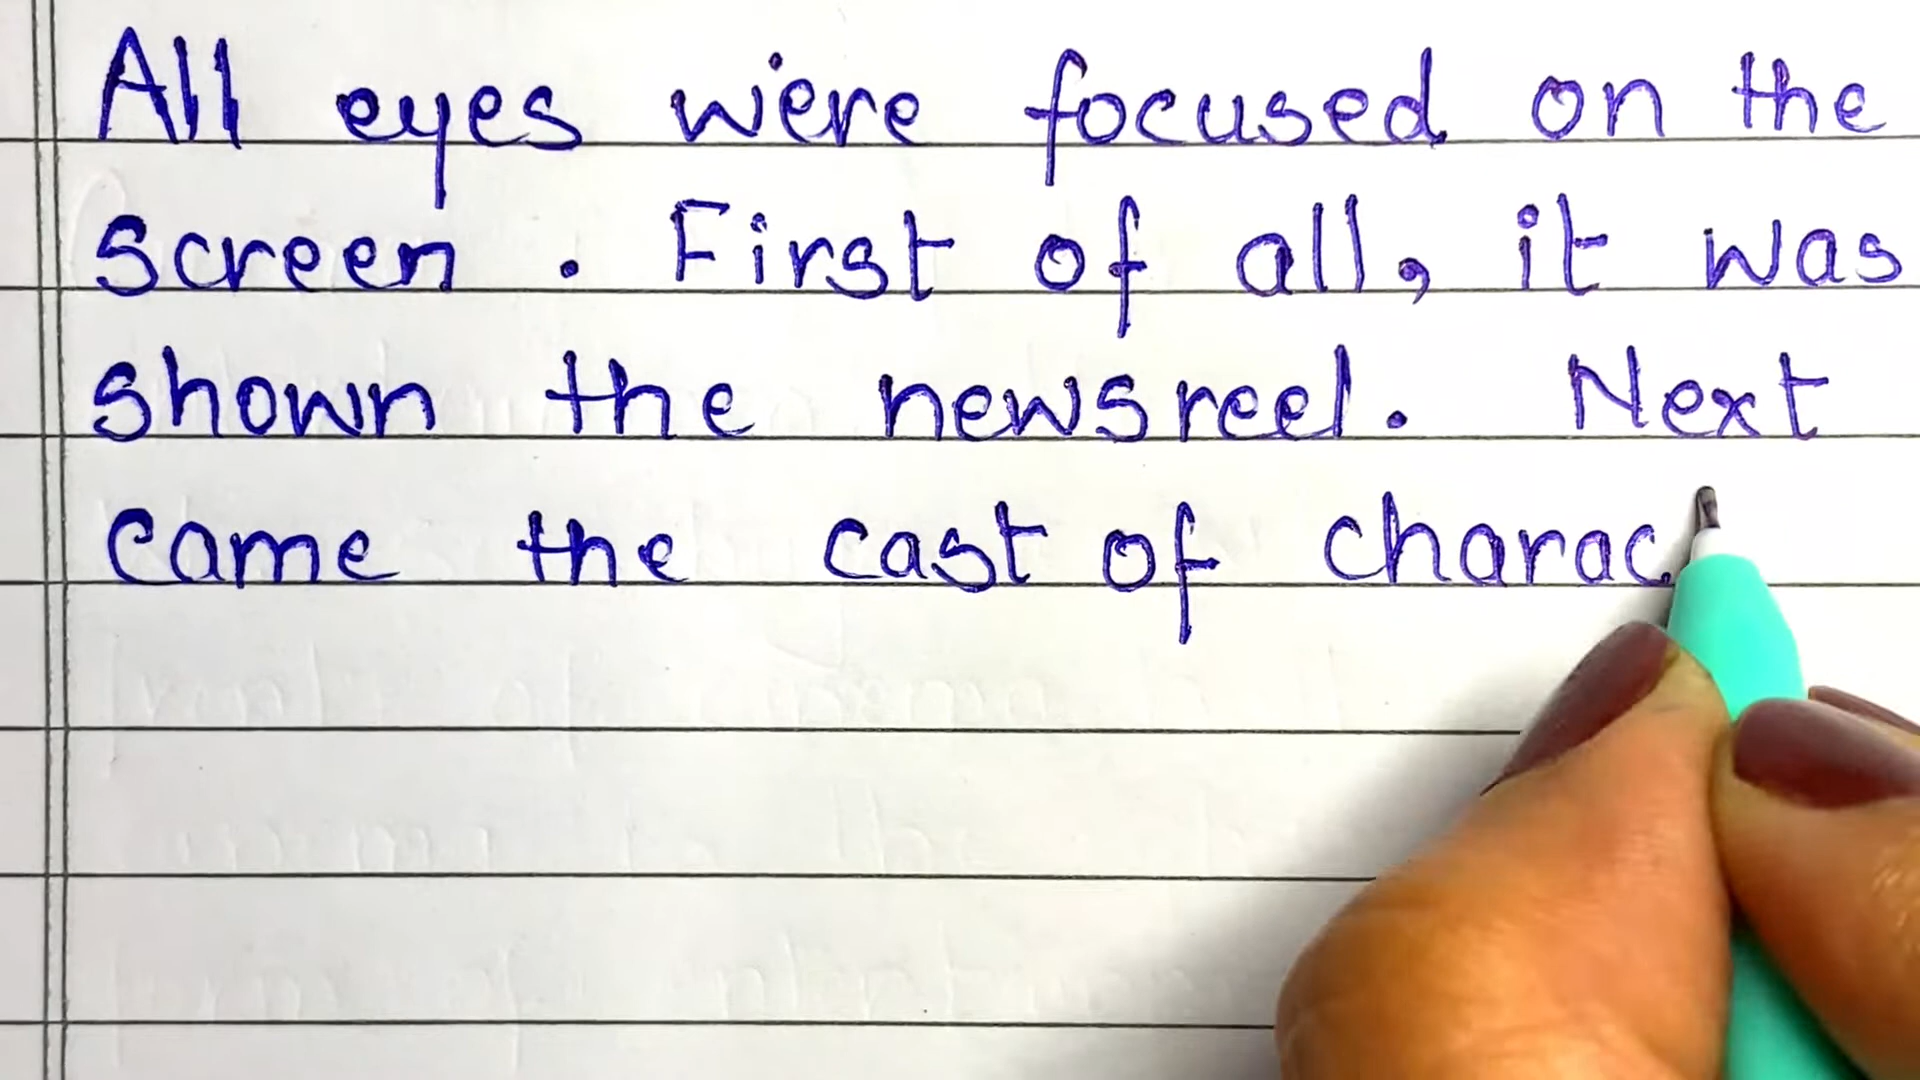 All eyes were focused on the
screen . First of all, it was
shown the newsreel. Next
came the cast of charac